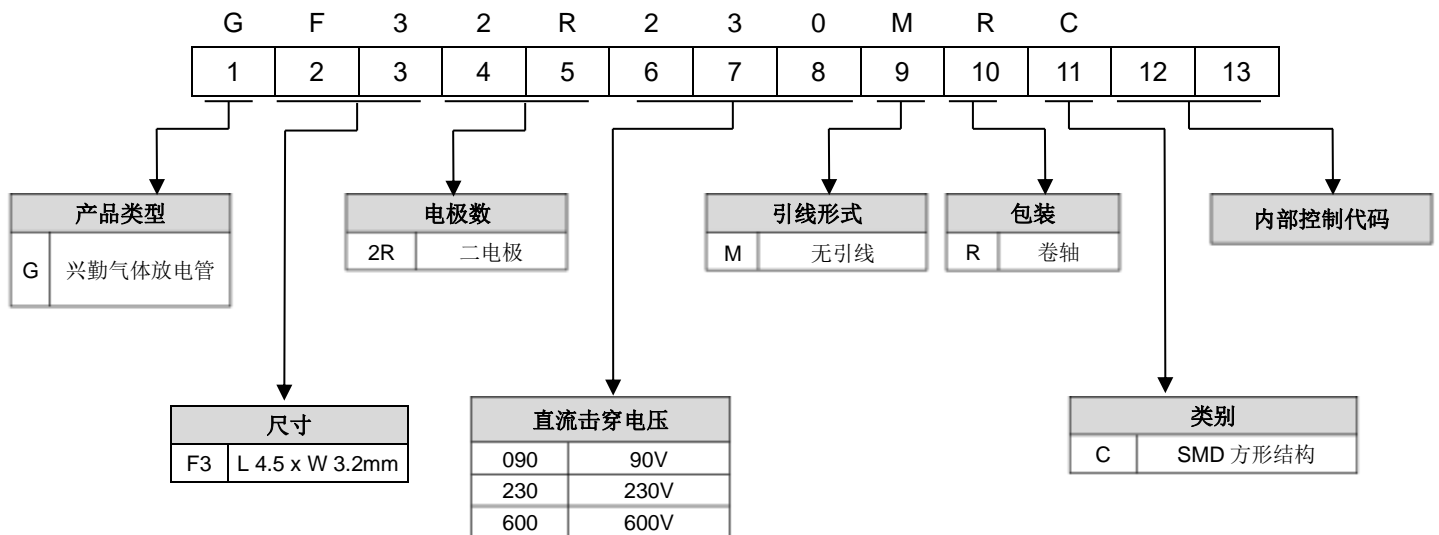 G F 3 2 R 2 3 0 M R C
1 2 3 4 5 6 7 8 9 10 11 12 13
产品类型
G 兴勤气体放电管
电极数
2R 二电极
引线形式
M 无引线
包装
R 卷轴
内部控制代码
尺寸
F3 L 4.5 x W 3.2mm
直流击穿电压
090 90V
230 230V
600 600V
类别
C SMD 方形结构